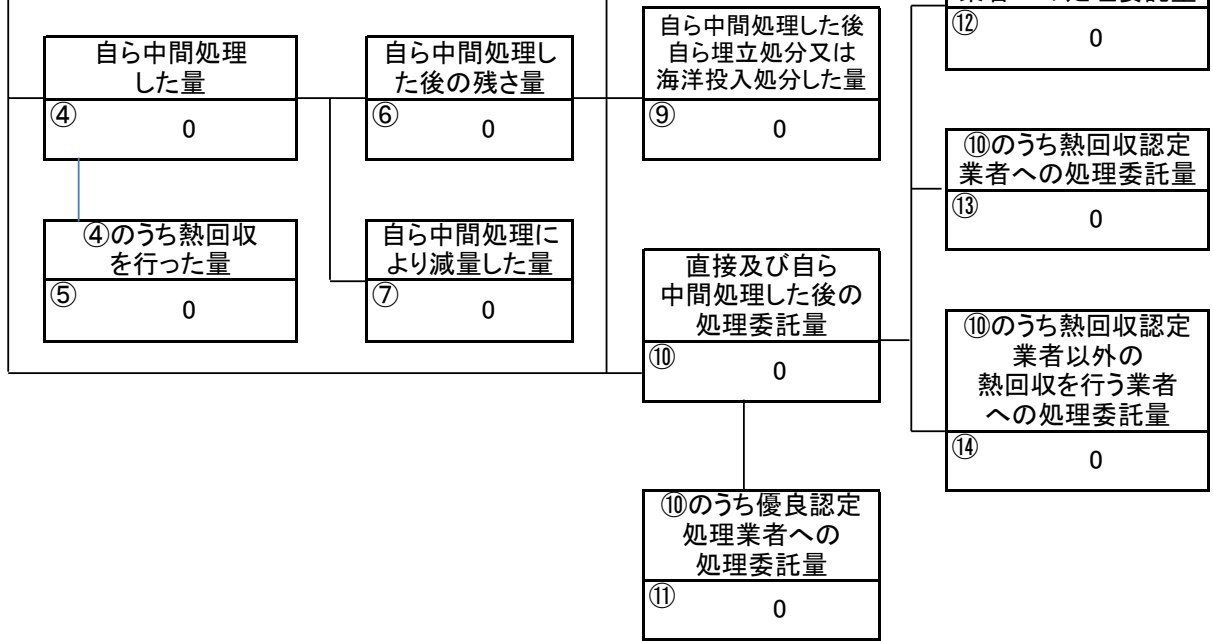 自ら中間処理
した量
④
0
自ら中間処理し
た後の残さ量
⑥
0
自ら中間処理した後
自ら埋立処分又は
海洋投入処分した量
⑨
0
⑫
0
④のうち熱回収
を行った量
⑤
0
自ら中間処理に
より減量した量
⑦
0
直接及び自ら
中間処理した後の
処理委託量
⑩
0
⑩のうち熱回収認定
業者への処理委託量
⑬
0
⑩のうち熱回収認定
業者以外の
熱回収を行う業者
への処理委託量
⑭
0
⑩のうち優良認定
処理業者への
処理委託量
⑪
0